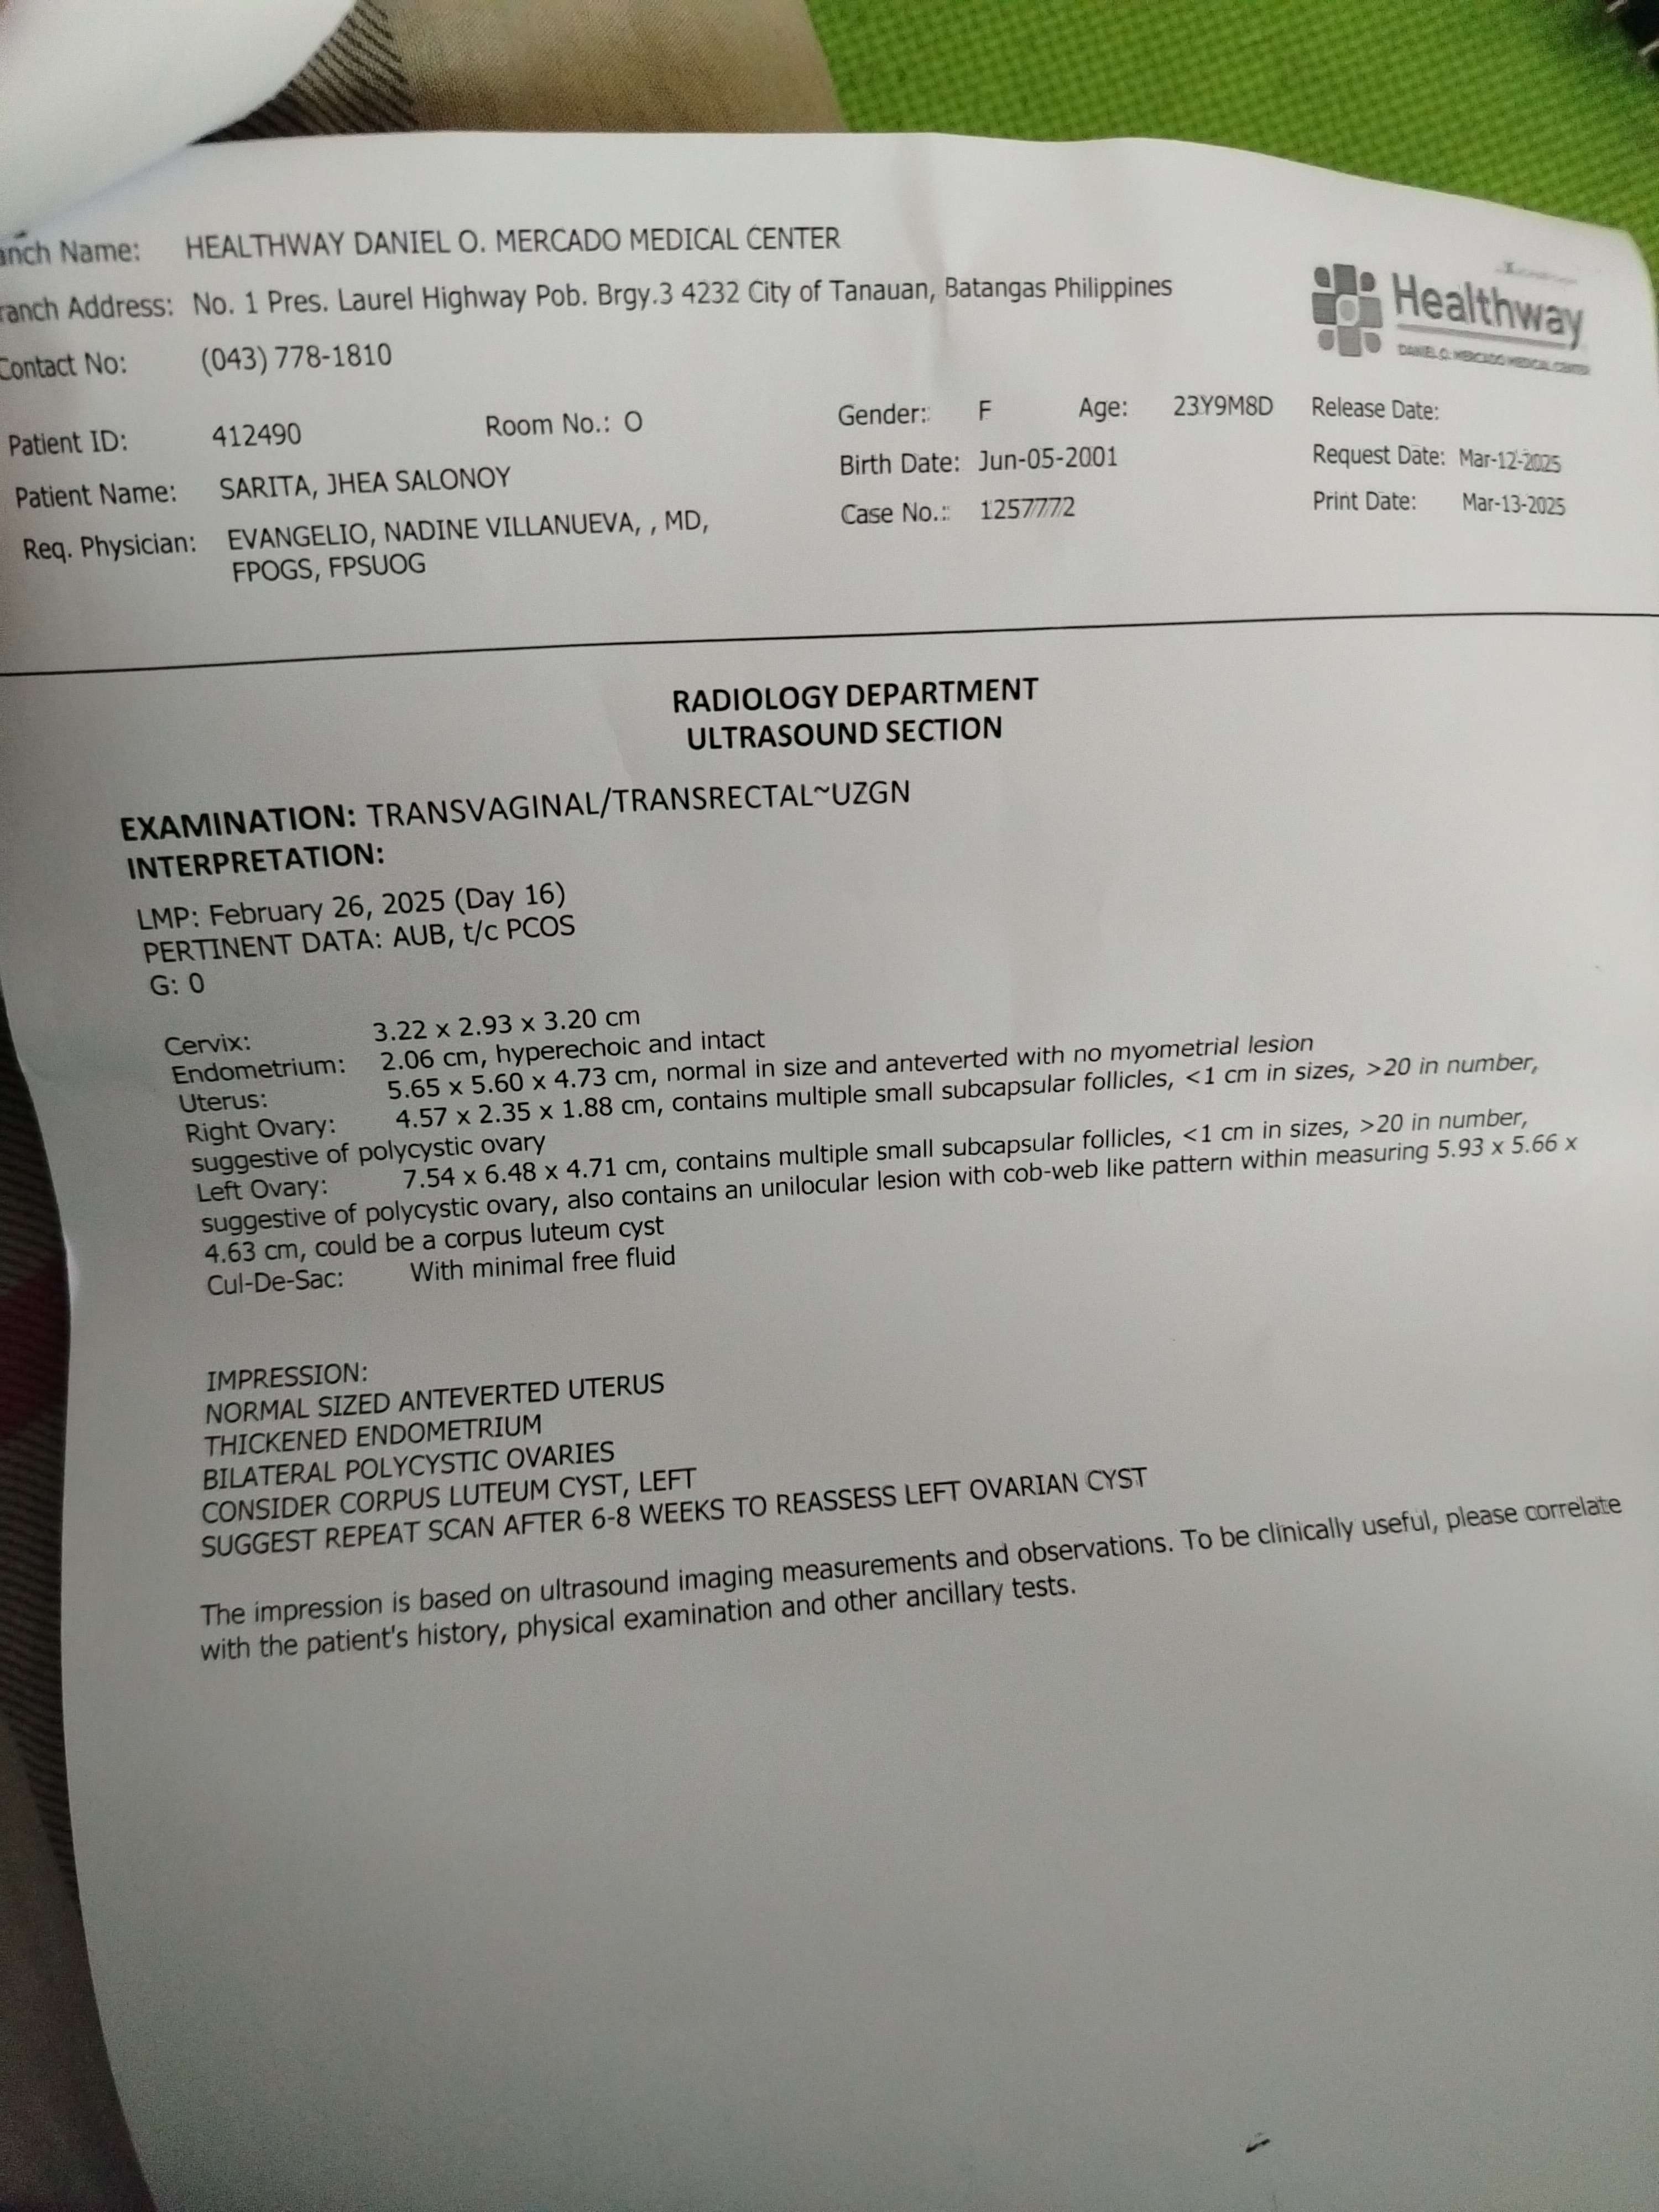 anch Name: HEALTHWAY DANIEL O. MERCADO MEDICAL CENTER
ranch Address: No. 1 Pres. Laurel Highway Pob. Brgy.3 4232 City of Tanauan, Batangas Philippines
Contact No: (043) 778-1810
Healthway
DANIEL O. MERCADO MEDICAL CENTER
Patient ID: 412490 Room No.: O Gender: F Age: 23Y9M8D Release Date:
Patient Name: SARITA, JHEA SALONOY Birth Date: Jun-05-2001 Request Date: Mar-12-2025
Req. Physician: EVANGELIO, NADINE VILLANUEVA, , MD, Case No.: 1257772 Print Date: Mar-13-2025
FPOGS, FPSUOG
RADIOLOGY DEPARTMENT
ULTRASOUND SECTION
EXAMINATION: TRANSVAGINAL/TRANSRECTAL~UZGN
INTERPRETATION:
LMP: February 26, 2025 (Day 16)
PERTINENT DATA: AUB, t/c PCOS
G: 0
Cervix: 3.22 x 2.93 x 3.20 cm
Endometrium: 2.06 cm, hyperechoic and intact
Uterus: 5.65 x 5.60 x 4.73 cm, normal in size and anteverted with no myometrial lesion
Right Ovary: 4.57 x 2.35 x 1.88 cm, contains multiple small subcapsular follicles, <1 cm in sizes, >20 in number,
suggestive of polycystic ovary
Left Ovary: 7.54 x 6.48 x 4.71 cm, contains multiple small subcapsular follicles, <1 cm in sizes, >20 in number,
suggestive of polycystic ovary, also contains an unilocular lesion with cob-web like pattern within measuring 5.93 x 5.66 x
4.63 cm, could be a corpus luteum cyst
Cul-De-Sac: With minimal free fluid
IMPRESSION:
NORMAL SIZED ANTEVERTED UTERUS
THICKENED ENDOMETRIUM
BILATERAL POLYCYSTIC OVARIES
CONSIDER CORPUS LUTEUM CYST, LEFT
SUGGEST REPEAT SCAN AFTER 6-8 WEEKS TO REASSESS LEFT OVARIAN CYST
The impression is based on ultrasound imaging measurements and observations. To be clinically useful, please correlate
with the patient's history, physical examination and other ancillary tests.